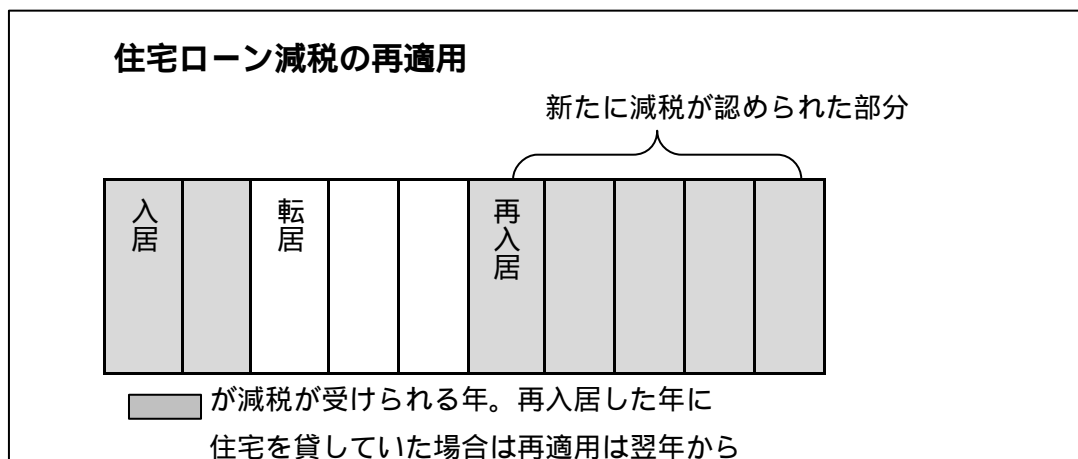 住宅ローン減税の再適用
新たに減税が認められた部分
入居
転居
再入居
が減税が受けられる年。再入居した年に
住宅を貸していた場合は再適用は翌年から